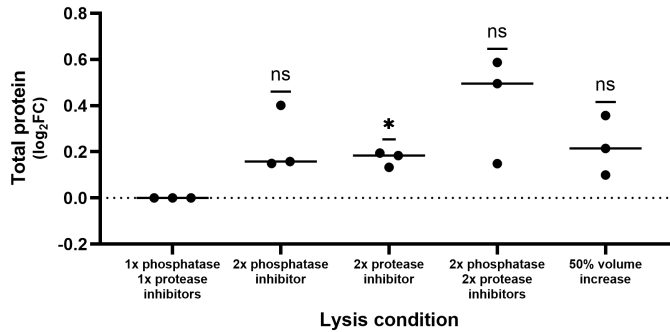 0.8
0.6
0.4
0.2
0.0
-0.2
Total protein
(log₂FC)
ns
*
ns
ns
1x phosphatase
1x protease
inhibitors
2x phosphatase
inhibitor
2x protease
inhibitor
2x phosphatase
2x protease
inhibitors
50% volume
increase
Lysis condition